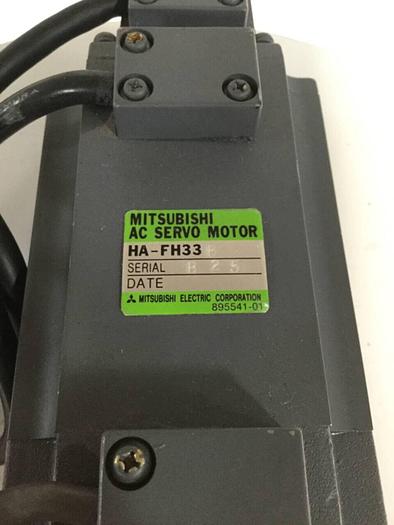 MITSUBISHI
AC SERVO MOTOR
HA-FH33
SERIAL
DATE
MITSUBISHI ELECTRIC CORPORATION
895541-01